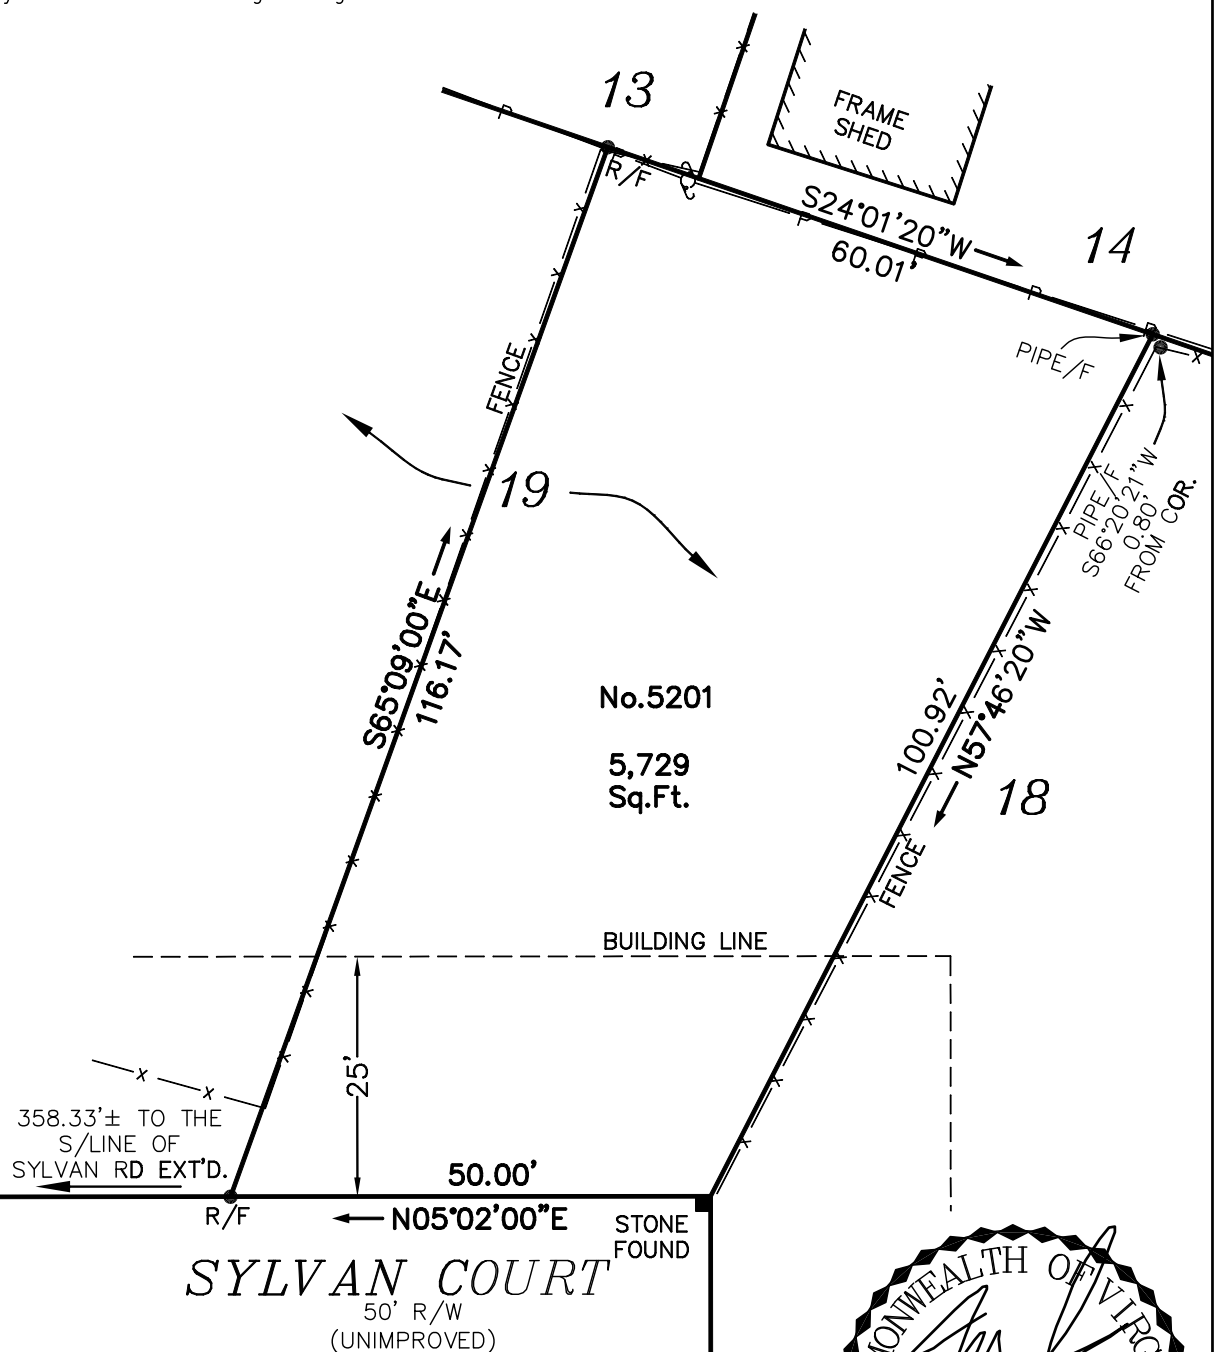 13
FRAME
SHED
R/F
S24°01'20"W
60.01'
14
PIPE/F
FENCE
PIPE/F
S66°20'21"W
0.80'
FROM COR.
19
S65°09'00"E
116.17'
No.5201
5,729
Sq.Ft.
100.92'
N57°46'20"W
18
FENCE
BUILDING LINE
25'
358.33'± TO THE
S/LINE OF
SYLVAN RD EXT'D.
50.00'
R/F
N05°02'00"E
STONE
FOUND
SYLVAN COURT
50' R/W
(UNIMPROVED)
MONWEALTH OF VIRG